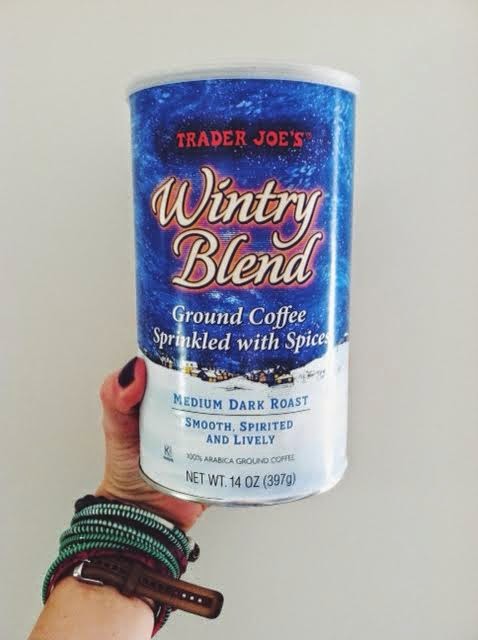 TRADER JOE'S®
Wintry
Blend
Ground Coffee
Sprinkled with Spices
MEDIUM DARK ROAST
SMOOTH, SPIRITED
AND LIVELY
100% ARABICA GROUND COFFEE
NET WT. 14 OZ (397g)